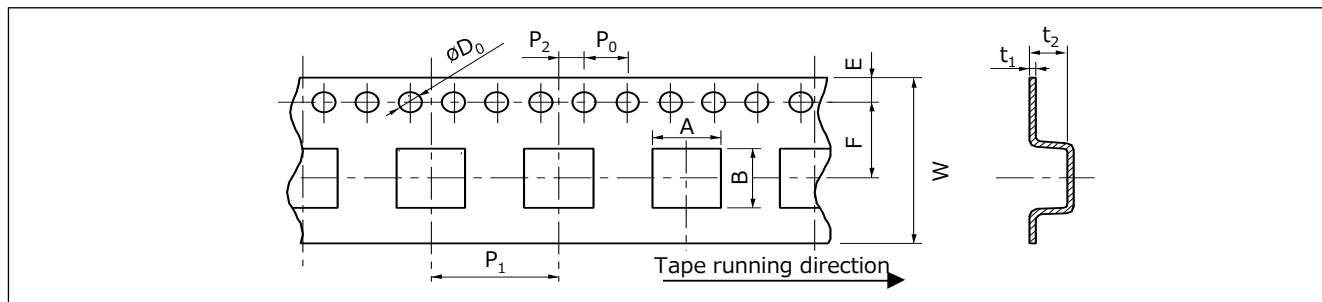 øD₀
P₂
P₀
E
t₂
t₁
A
F
B
W
P₁
Tape running direction